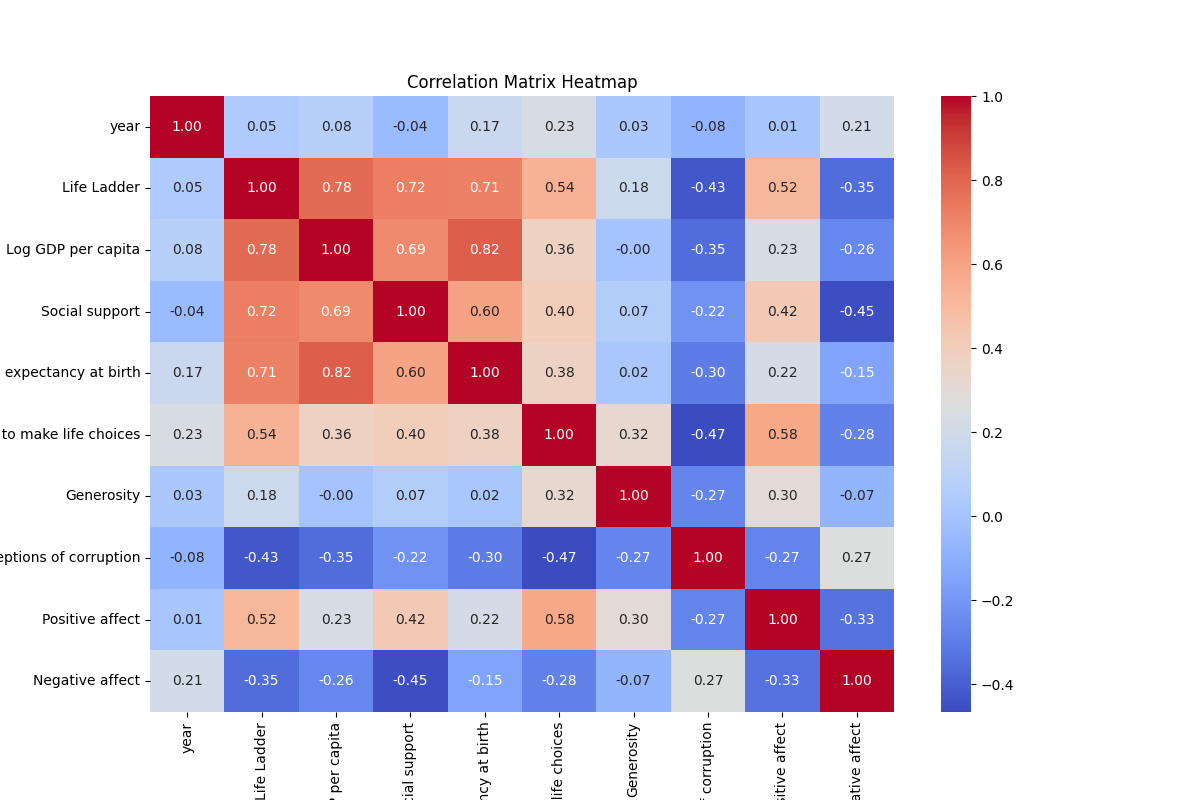 Correlation Matrix Heatmap
year 1.00 0.05 0.08 -0.04 0.17 0.23 0.03 -0.08 0.01 0.21
Life Ladder 0.05 1.00 0.78 0.72 0.71 0.54 0.18 -0.43 0.52 -0.35
Log GDP per capita 0.08 0.78 1.00 0.69 0.82 0.36 -0.00 -0.35 0.23 -0.26
Social support -0.04 0.72 0.69 1.00 0.60 0.40 0.07 -0.22 0.42 -0.45
expectancy at birth 0.17 0.71 0.82 0.60 1.00 0.38 0.02 -0.30 0.22 -0.15
to make life choices 0.23 0.54 0.36 0.40 0.38 1.00 0.32 -0.47 0.58 -0.28
Generosity 0.03 0.18 -0.00 0.07 0.02 0.32 1.00 -0.27 0.30 -0.07
eptions of corruption -0.08 -0.43 -0.35 -0.22 -0.30 -0.47 -0.27 1.00 -0.27 0.27
Positive affect 0.01 0.52 0.23 0.42 0.22 0.58 0.30 -0.27 1.00 -0.33
Negative affect 0.21 -0.35 -0.26 -0.45 -0.15 -0.28 -0.07 0.27 -0.33 1.00
year
Life Ladder
P per capita
cial support
ncy at birth
life choices
Generosity
corruption
sitive affect
ative affect
1.0
0.8
0.6
0.4
0.2
0.0
−0.2
−0.4